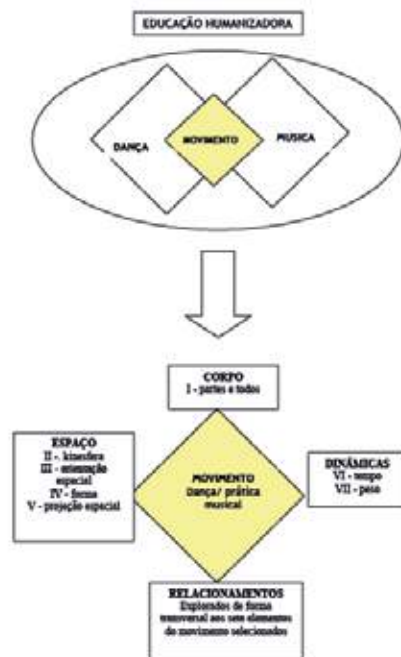 EDUCAÇÃO HUMANIZADORA
DANÇA
MOVIMENTO
MUSICA
CORPO
I - partes e todos
ESPAÇO
II -. kinesfera
III - orientação
espacial
IV - forma
V - projeção espacial
MOVIMENTO
Dança/ prática
musical
DINÂMICAS
VI - tempo
VII - peso
RELACIONAMENTOS
Explorados de forma
transversal aos sete elementos
do movimento selecionados